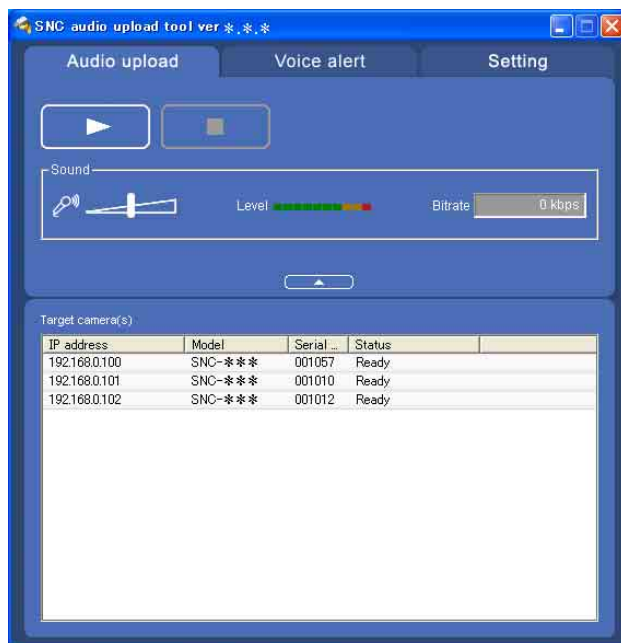 SNC audio upload tool ver *.*.*
Audio upload Voice alert Setting
Sound
Level Bitrate 0 kbps
Target camera(s)
IP address Model Serial ... Status
192.168.0.100 SNC-*** 001057 Ready
192.168.0.101 SNC-*** 001010 Ready
192.168.0.102 SNC-*** 001012 Ready